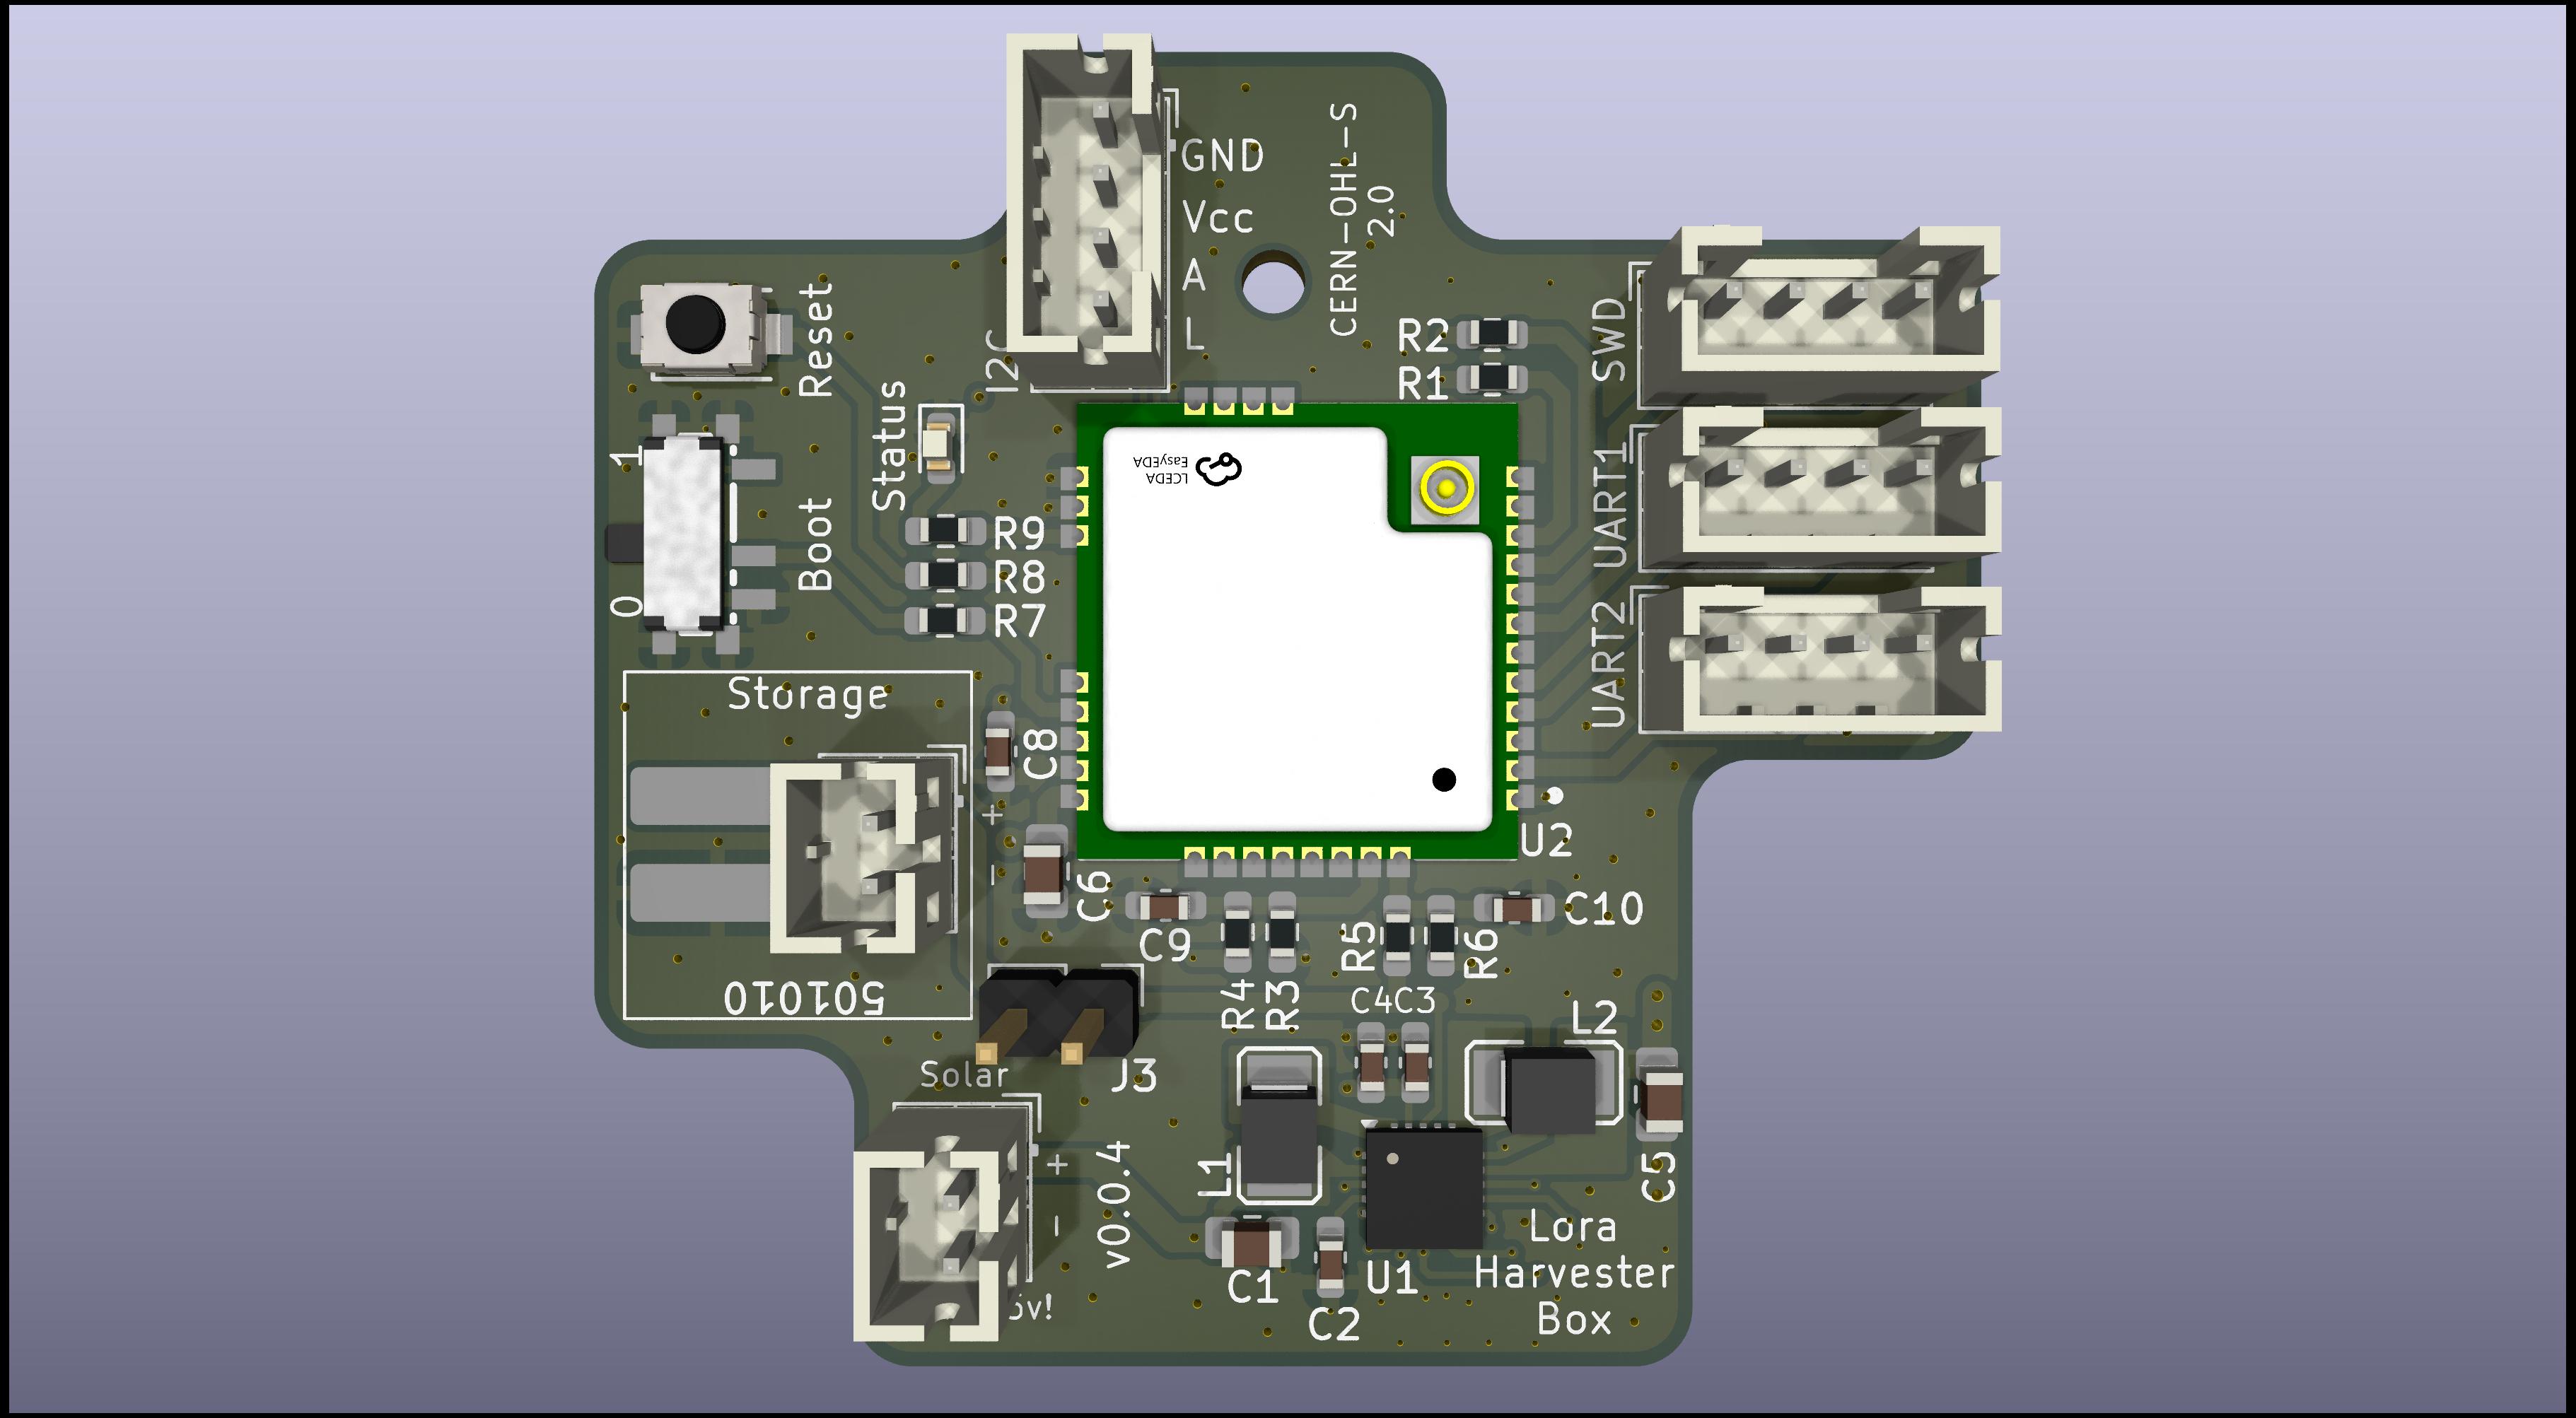 GND
Vcc
A
L
CERN-OHL-S
2.0
I2C
Reset
R2
R1
SWD
Status
1
Boot
0
EasyEDA
LCEDA
R9
R8
R7
UART1
UART2
Storage
C8
+
-
C6
501010
U2
C9
C10
R4
R3
R5
R6
C4C3
L2
Solar
J3
+
-
v0.0.4
L1
C5
C1
C2
U1
Lora
Harvester
Box